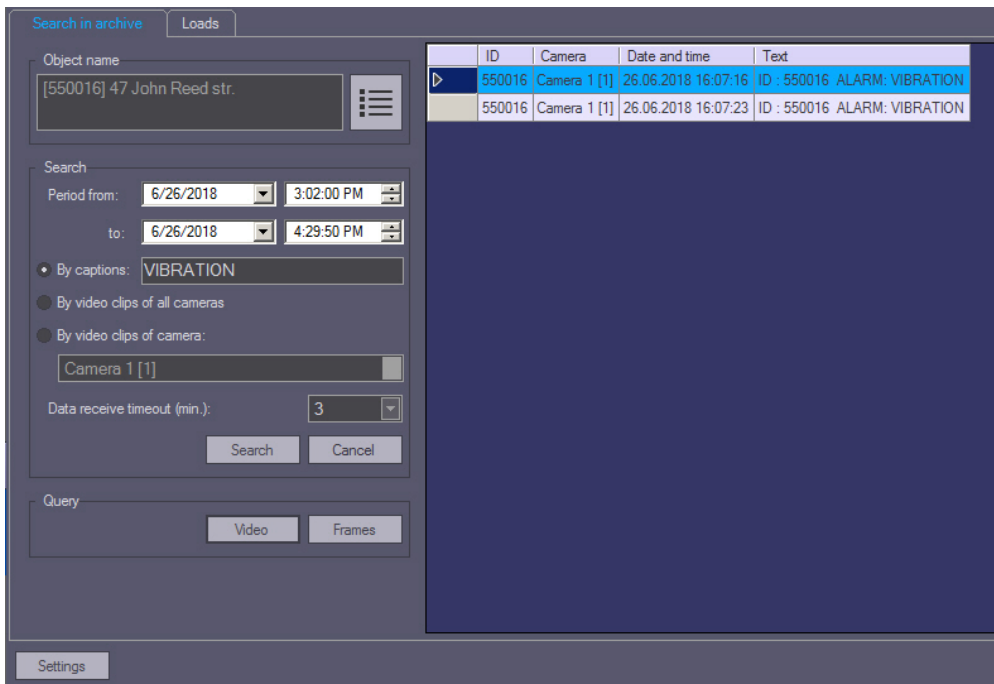 Search in archive Loads
Object name
[550016] 47 John Reed str.
Search
Period from: 6/26/2018 3:02:00 PM
to: 6/26/2018 4:29:50 PM
By captions: VIBRATION
By video clips of all cameras
By video clips of camera:
Camera 1 [1]
Data receive timeout (min.): 3
Search Cancel
Query
Video Frames
Settings
ID Camera Date and time Text
550016 Camera 1 [1] 26.06.2018 16:07:16 ID : 550016 ALARM: VIBRATION
550016 Camera 1 [1] 26.06.2018 16:07:23 ID : 550016 ALARM: VIBRATION